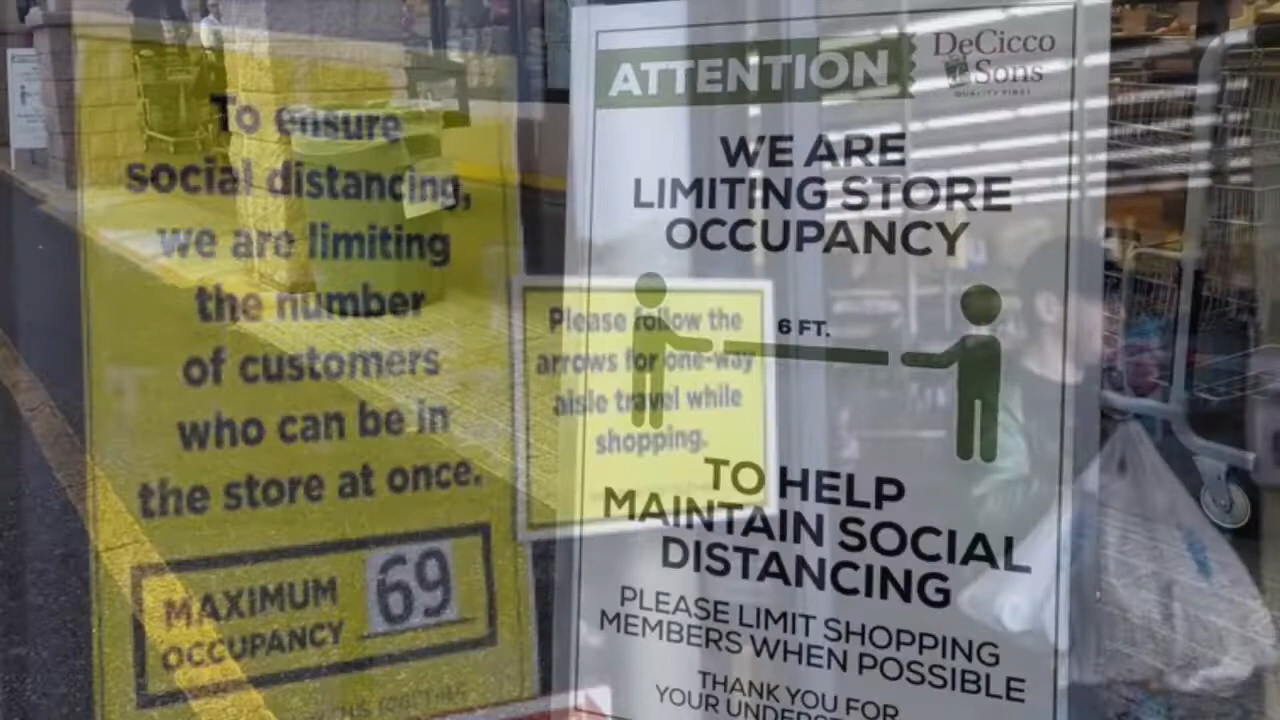 To ensure
social distancing,
we are limiting
the number
of customers
who can be in
the store at once.
MAXIMUM
OCCUPANCY
69
Please follow the
arrows for one-way
aisle travel while
shopping.
ATTENTION
DeCicco
& Sons
QUALITY FIRST
WE ARE
LIMITING STORE
OCCUPANCY
6 FT.
TO HELP
MAINTAIN SOCIAL
DISTANCING
PLEASE LIMIT SHOPPING
MEMBERS WHEN POSSIBLE
THANK YOU FOR
YOUR